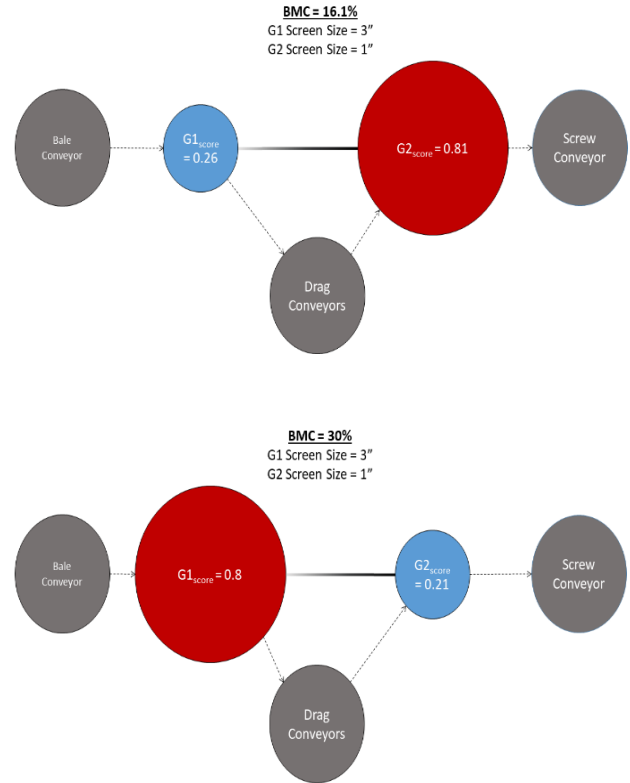 BMC = 16.1%
G1 Screen Size = 3”
G2 Screen Size = 1”
Bale
Conveyor
G1score
= 0.26
G2score = 0.81
Screw
Conveyor
Drag
Conveyors
BMC = 30%
G1 Screen Size = 3”
G2 Screen Size = 1”
Bale
Conveyor
G1score = 0.8
G2score
= 0.21
Screw
Conveyor
Drag
Conveyors